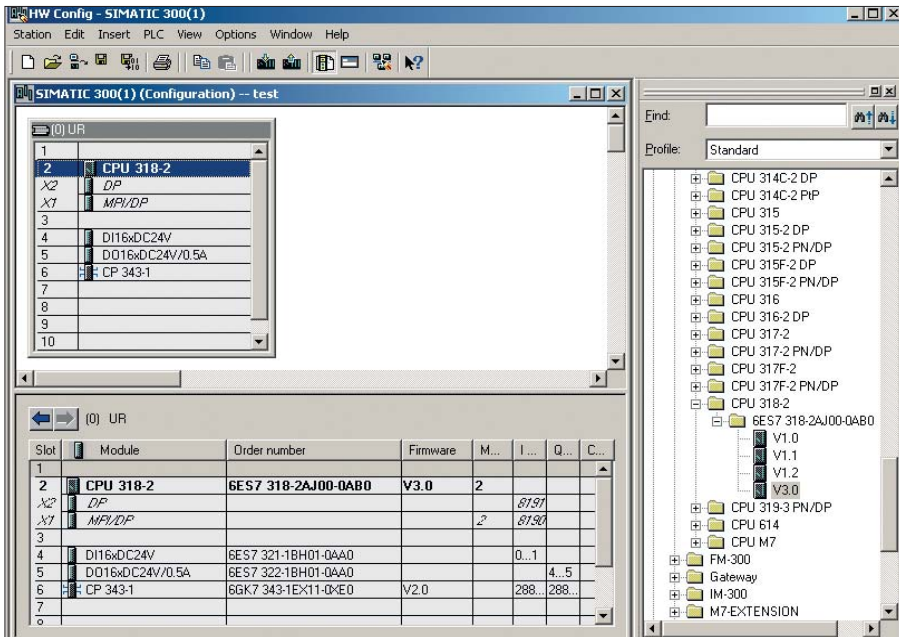 HW Config - SIMATIC 300(1)
Station Edit Insert PLC View Options Window Help
SIMATIC 300(1) (Configuration) -- test
(0) UR
1
2 CPU 318-2
X2 DP
X1 MPI/DP
3
4 DI16xDC24V
5 DO16xDC24V/0.5A
6 CP 343-1
7
8
9
10
(0) UR
Slot Module Order number Firmware M... I ... Q... C...
1
2 CPU 318-2 6ES7 318-2AJ00-0AB0 V3.0 2
X2 DP 8191
X1 MPI/DP 2 8190
3
4 DI16xDC24V 6ES7 321-1BH01-0AA0 0...1
5 DO16xDC24V/0.5A 6ES7 322-1BH01-0AA0 4...5
6 CP 343-1 6GK7 343-1EX11-0XE0 V2.0 288... 288...
7
Find:
Profile: Standard
CPU 314C-2 DP
CPU 314C-2 PtP
CPU 315
CPU 315-2 DP
CPU 315-2 PN/DP
CPU 315F-2 DP
CPU 315F-2 PN/DP
CPU 316
CPU 316-2 DP
CPU 317-2
CPU 317-2 PN/DP
CPU 317F-2
CPU 317F-2 PN/DP
CPU 318-2
6ES7 318-2AJ00-0AB0
V1.0
V1.1
V1.2
V3.0
CPU 319-3 PN/DP
CPU 614
CPU M7
FM-300
Gateway
IM-300
M7-EXTENSION